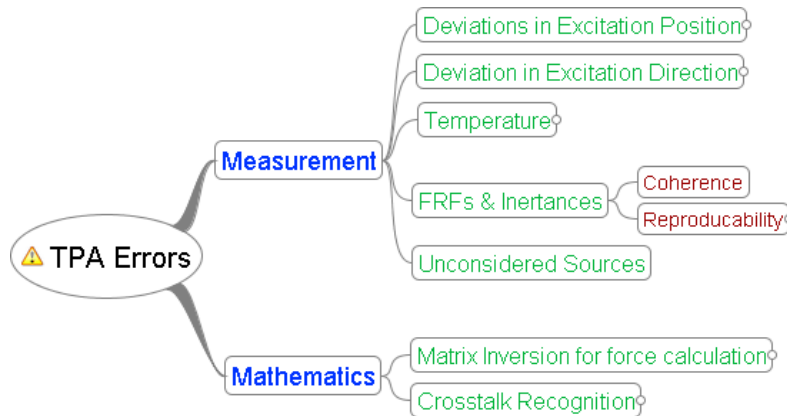 Deviations in Excitation Position
Deviation in Excitation Direction
Temperature
Measurement
FRFs & Inertances
Coherence
Reproducability
Unconsidered Sources
TPA Errors
Mathematics
Matrix Inversion for force calculation
Crosstalk Recognition